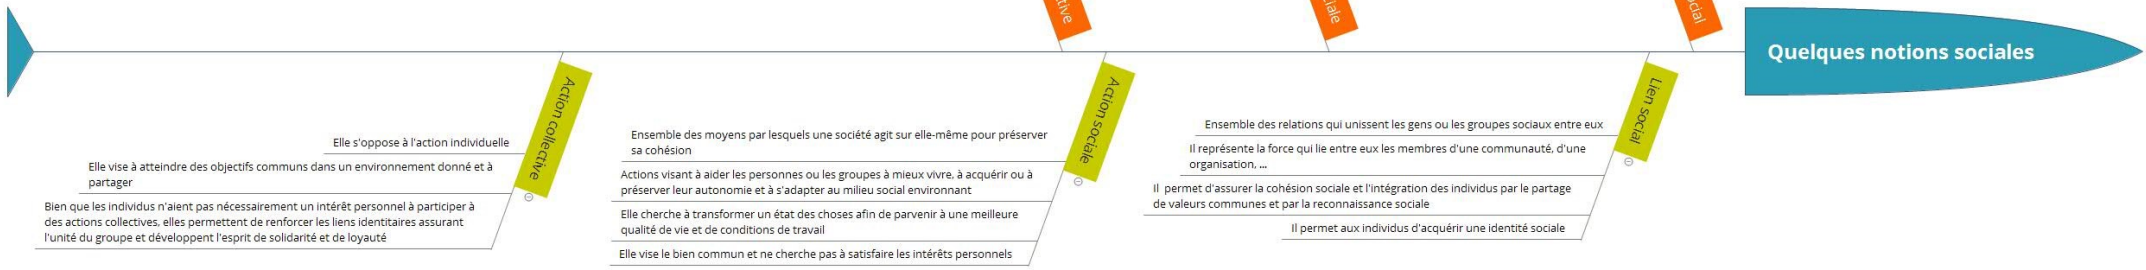 Quelques notions sociales
Action collective
Elle s'oppose à l'action individuelle
Elle vise à atteindre des objectifs communs dans un environnement donné et à
partager
Bien que les individus n'aient pas nécessairement un intérêt personnel à participer à
des actions collectives, elles permettent de renforcer les liens identitaires assurant
l'unité du groupe et développent l'esprit de solidarité et de loyauté
Action sociale
Ensemble des moyens par lesquels une société agit sur elle-même pour préserver
sa cohésion
Actions visant à aider les personnes ou les groupes à mieux vivre, à acquérir ou à
préserver leur autonomie et à s'adapter au milieu social environnant
Elle cherche à transformer un état des choses afin de parvenir à une meilleure
qualité de vie et de conditions de travail
Elle vise le bien commun et ne cherche pas à satisfaire les intérêts personnels
Lien social
Ensemble des relations qui unissent les gens ou les groupes sociaux entre eux
Il représente la force qui lie entre eux les membres d'une communauté, d'une
organisation, ...
Il permet d'assurer la cohésion sociale et l'intégration des individus par le partage
de valeurs communes et par la reconnaissance sociale
Il permet aux individus d'acquérir une identité sociale